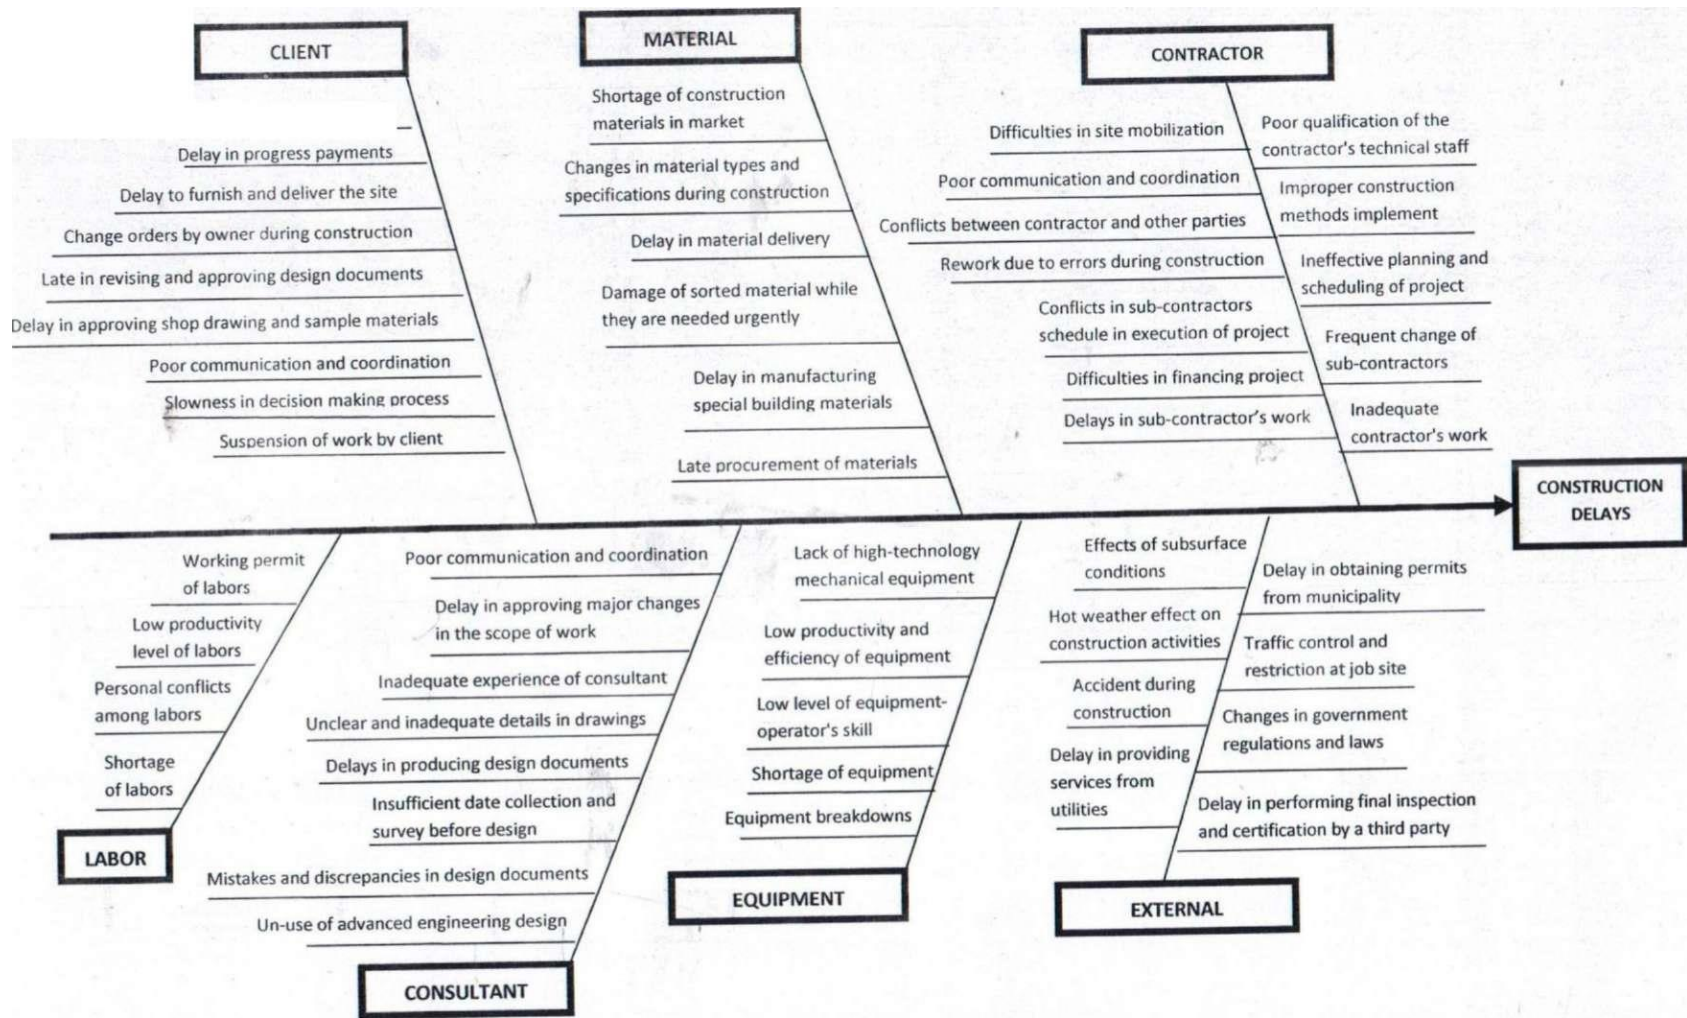 CLIENT
Delay in progress payments
Delay to furnish and deliver the site
Change orders by owner during construction
Late in revising and approving design documents
Delay in approving shop drawing and sample materials
Poor communication and coordination
Slowness in decision making process
Suspension of work by client
MATERIAL
Shortage of construction
materials in market
Changes in material types and
specifications during construction
Delay in material delivery
Damage of sorted material while
they are needed urgently
Delay in manufacturing
special building materials
Late procurement of materials
CONTRACTOR
Difficulties in site mobilization
Poor communication and coordination
Conflicts between contractor and other parties
Rework due to errors during construction
Conflicts in sub-contractors
schedule in execution of project
Difficulties in financing project
Delays in sub-contractor's work
Poor qualification of the
contractor's technical staff
Improper construction
methods implement
Ineffective planning and
scheduling of project
Frequent change of
sub-contractors
Inadequate
contractor's work
CONSTRUCTION
DELAYS
Working permit
of labors
Low productivity
level of labors
Personal conflicts
among labors
Shortage
of labors
LABOR
Poor communication and coordination
Delay in approving major changes
in the scope of work
Inadequate experience of consultant
Unclear and inadequate details in drawings
Delays in producing design documents
Insufficient date collection and
survey before design
Mistakes and discrepancies in design documents
Un-use of advanced engineering design
CONSULTANT
Lack of high-technology
mechanical equipment
Low productivity and
efficiency of equipment
Low level of equipment-
operator's skill
Shortage of equipment
Equipment breakdowns
EQUIPMENT
Effects of subsurface
conditions
Hot weather effect on
construction activities
Accident during
construction
Delay in providing
services from
utilities
Delay in obtaining permits
from municipality
Traffic control and
restriction at job site
Changes in government
regulations and laws
Delay in performing final inspection
and certification by a third party
EXTERNAL